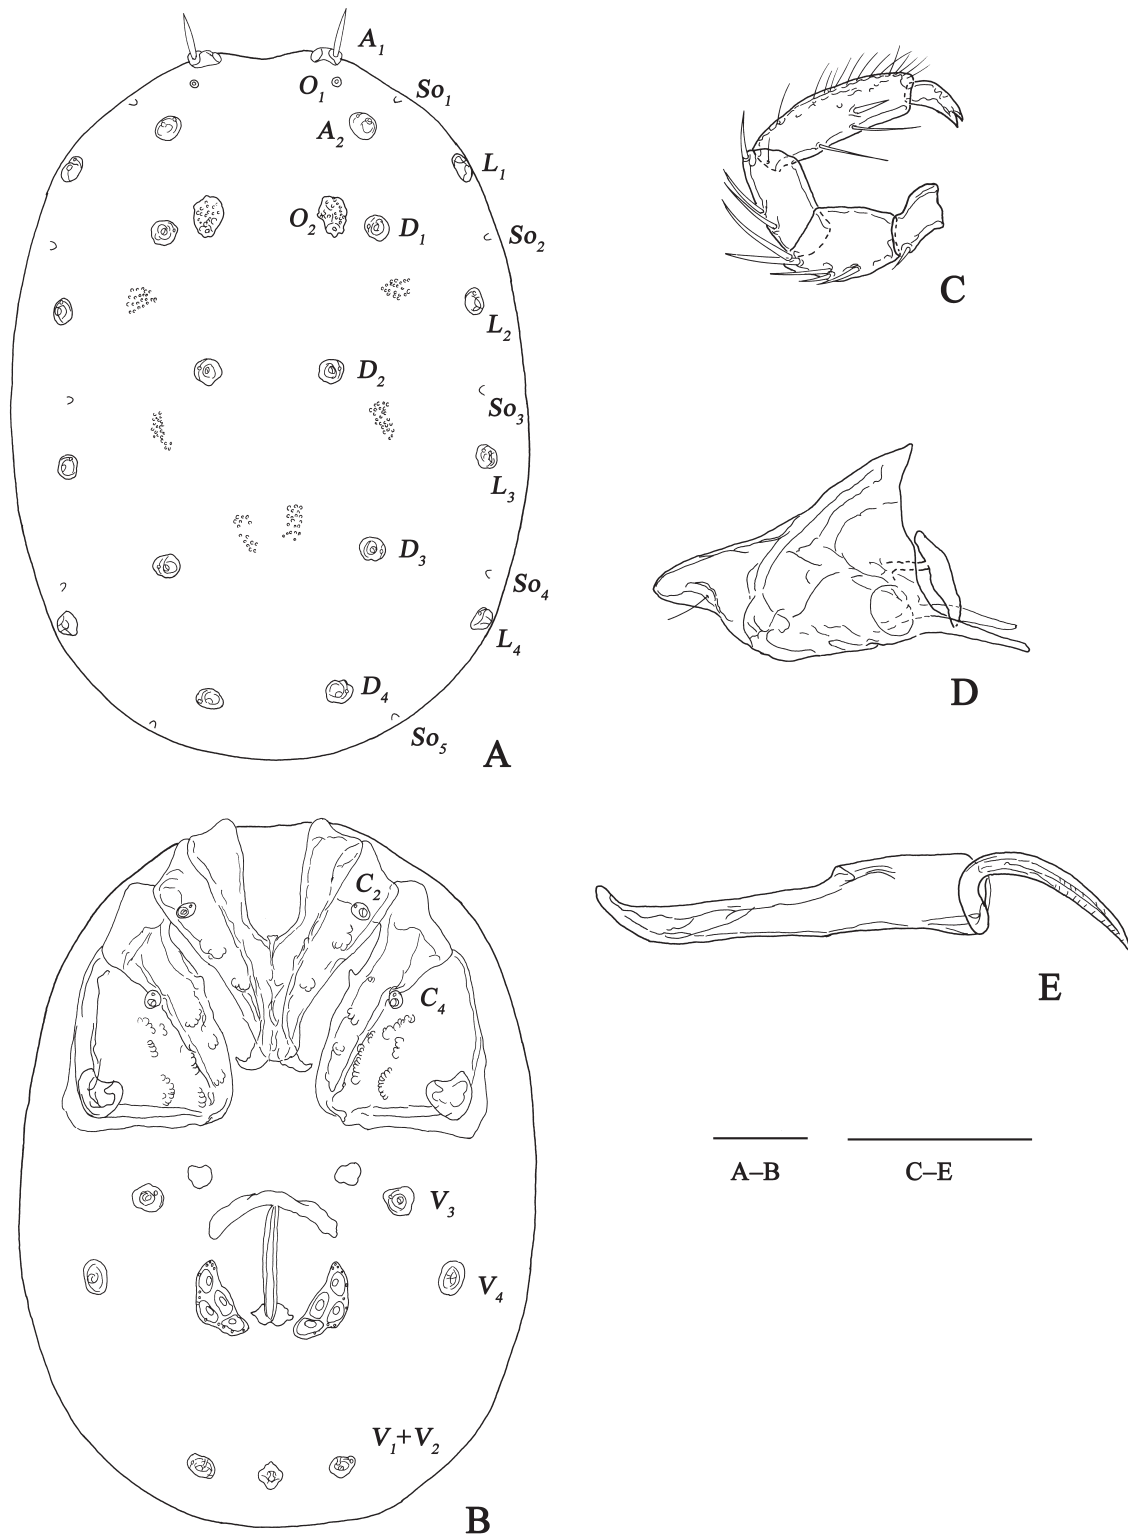 A₁
O₁ So₁
A₂
L₁
O₂ D₁ So₂
L₂
D₂
So₃
L₃
D₃
So₄
L₄
D₄
So₅
A
C
D
C₂
C₄
E
A–B C–E
V₃
V₄
V₁+V₂
B